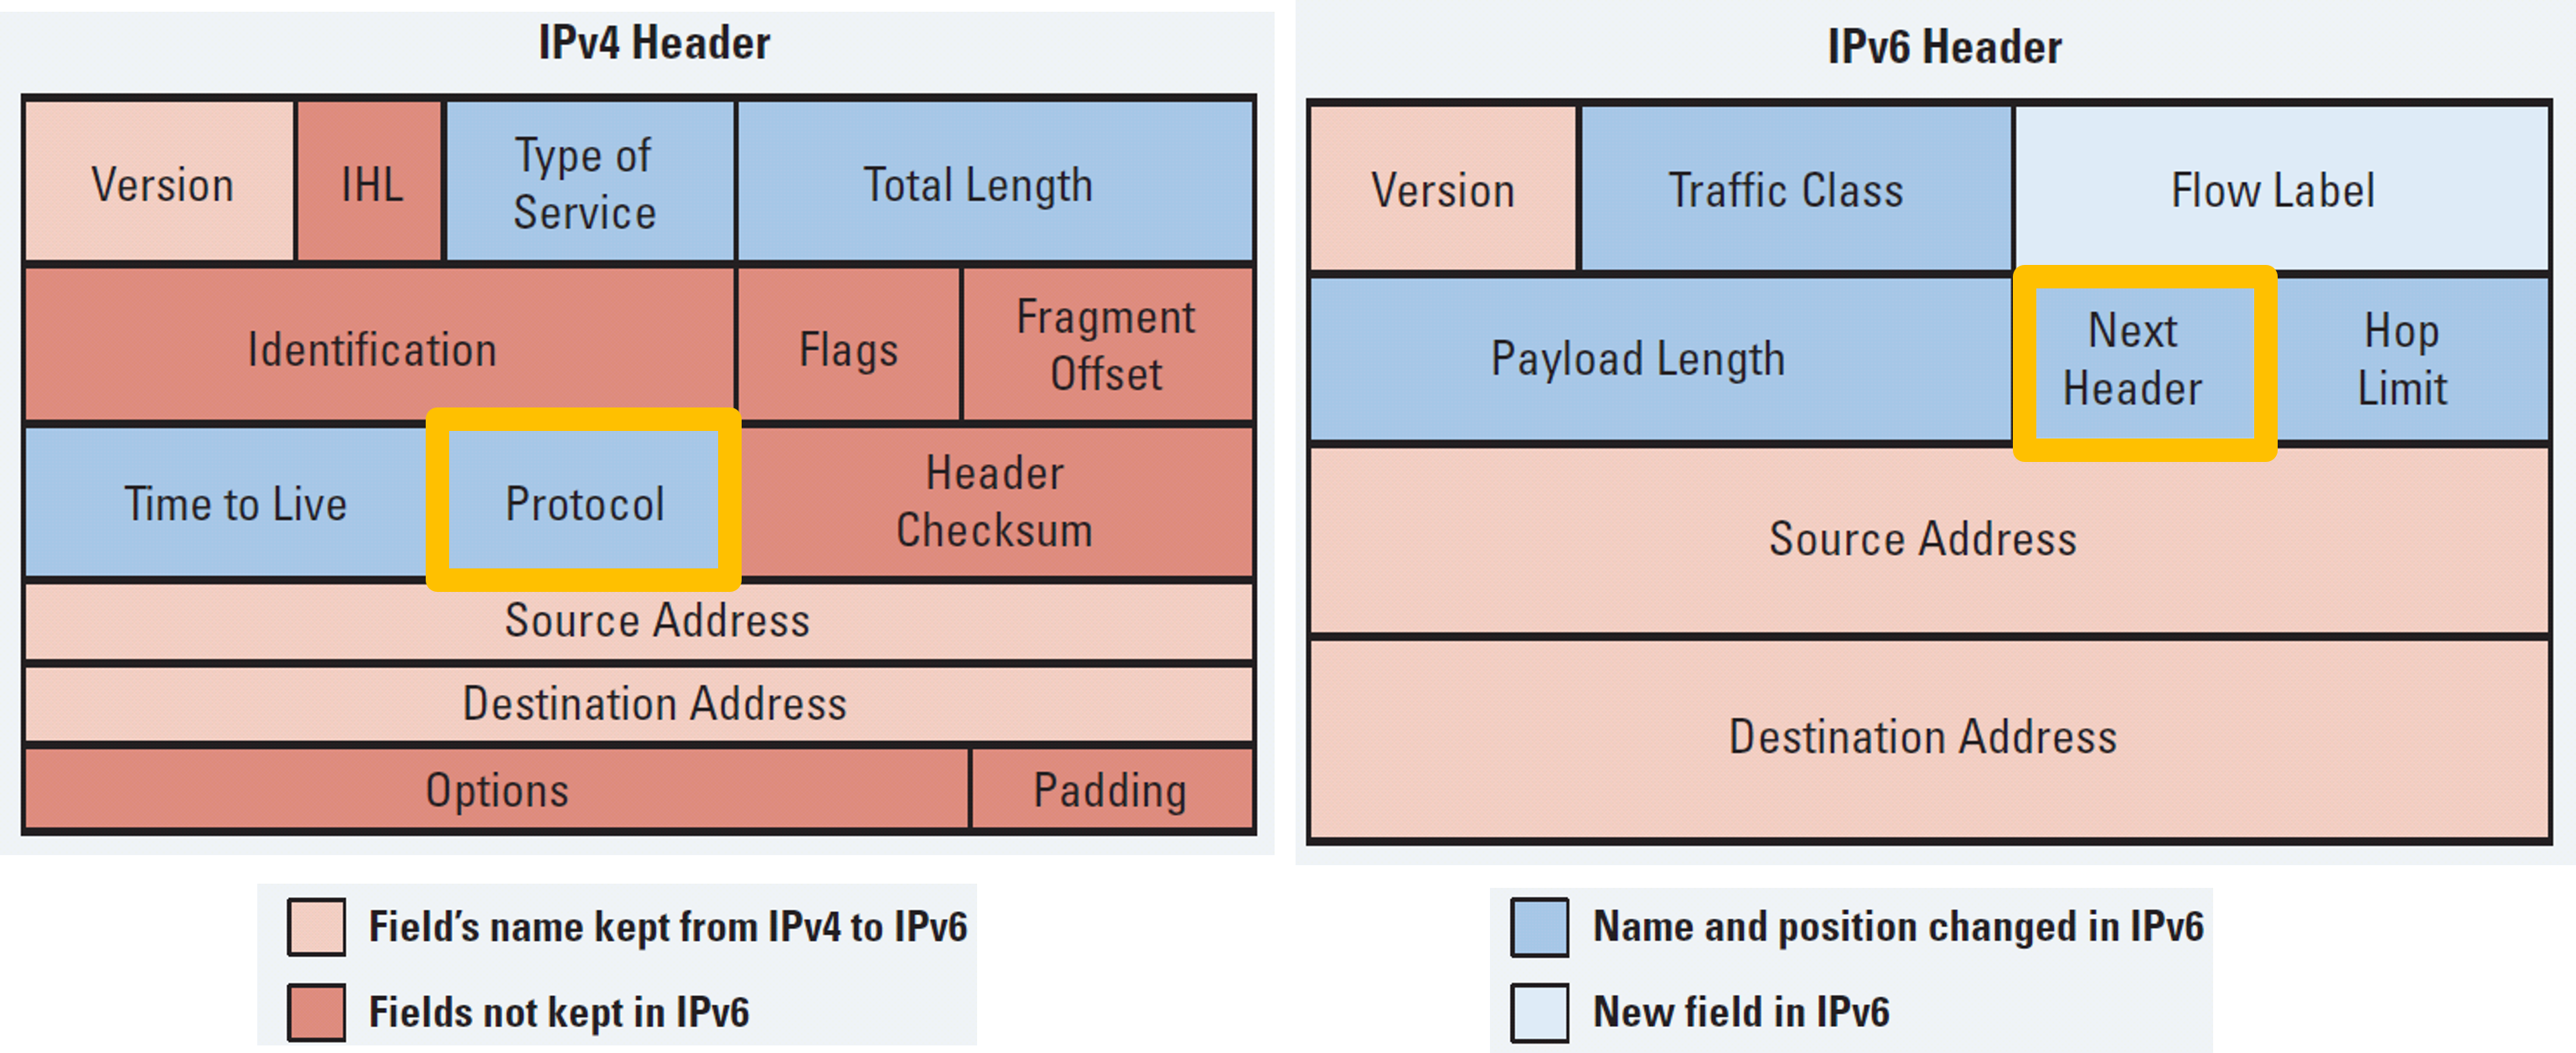 IPv4 Header
Version
IHL
Type of
Service
Total Length
Identification
Flags
Fragment
Offset
Time to Live
Protocol
Header
Checksum
Source Address
Destination Address
Options
Padding
Field's name kept from IPv4 to IPv6
Fields not kept in IPv6
IPv6 Header
Version
Traffic Class
Flow Label
Payload Length
Next
Header
Hop
Limit
Source Address
Destination Address
Name and position changed in IPv6
New field in IPv6